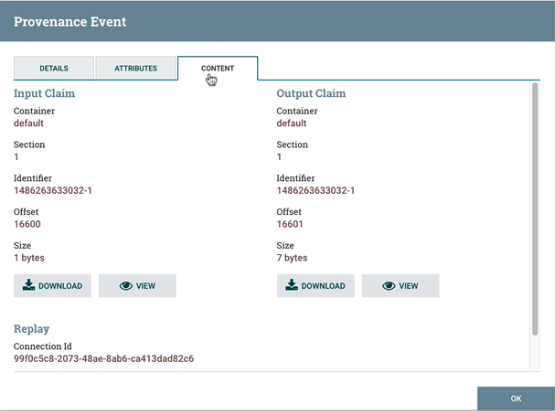 Provenance Event
DETAILS
ATTRIBUTES
CONTENT
Input Claim
Container
default
Section
1
Identifier
1486263633032-1
Offset
16600
Size
1 bytes
DOWNLOAD
VIEW
Output Claim
Container
default
Section
1
Identifier
1486263633032-1
Offset
16601
Size
7 bytes
DOWNLOAD
VIEW
Replay
Connection Id
99f0c5c8-2073-48ae-8ab6-ca413dad82c6
OK